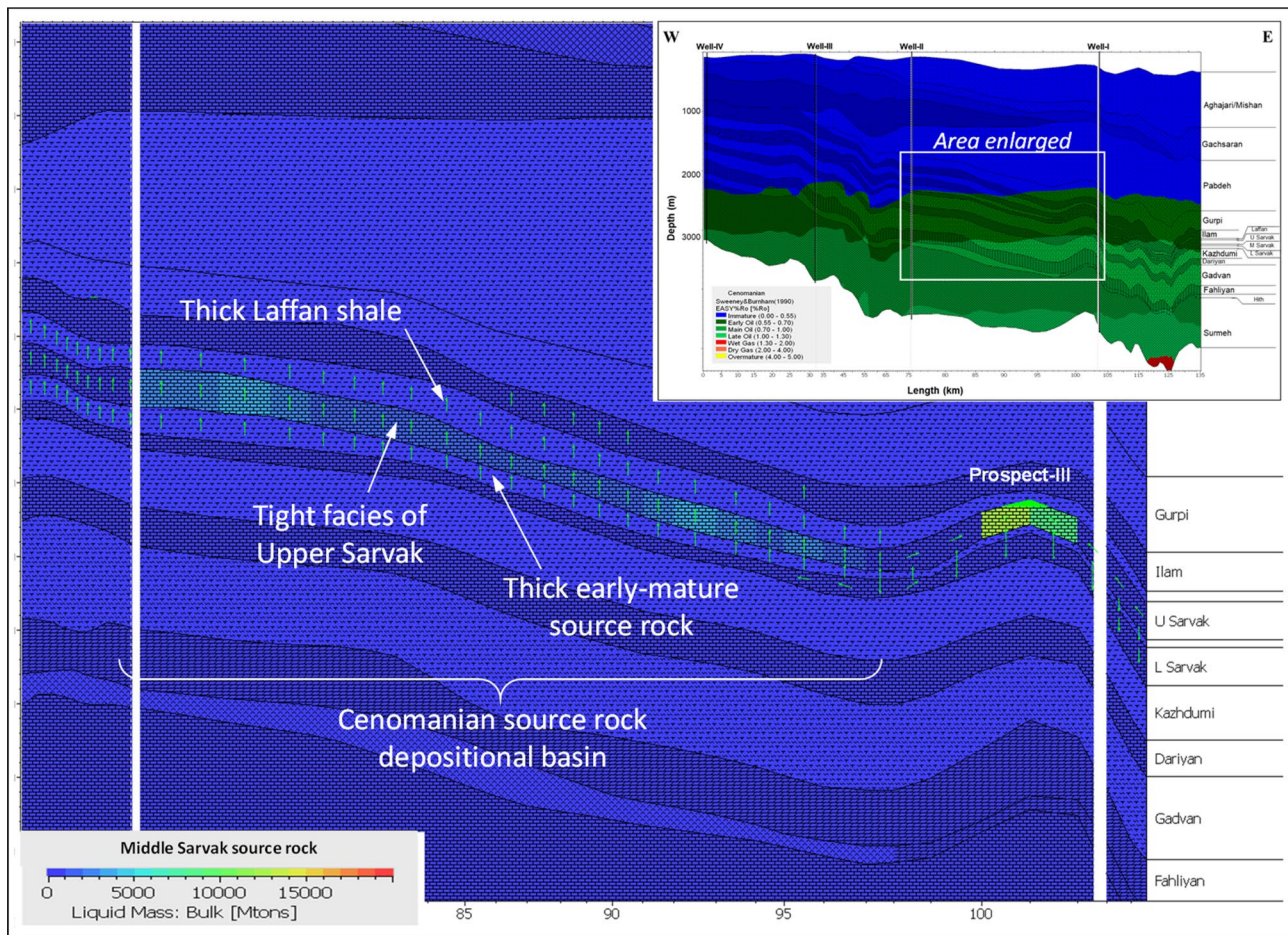 W
E
Well-IV
Well-III
Well-II
Well-I
Area enlarged
1000
2000
3000
Depth (m)
Aghajari/Mishan
Gachsaran
Pabdeh
Gurpi
Ilam
Laffan
U Sarvak
M Sarvak
Kazhdumi
L Sarvak
Dariyan
Gadvan
Fahliyan
Hith
Surmeh
Cenomanian
Sweeney&Burnham(1990)
EASY%Ro [%Ro]
Immature (0.00 - 0.55)
Early Oil (0.55 - 0.70)
Main Oil (0.70 - 1.00)
Late Oil (1.00 - 1.30)
Wet Gas (1.30 - 2.00)
Dry Gas (2.00 - 4.00)
Overmature (4.00 - 5.00)
0 5 10 15 20 25 30 35 40 45 50 55 60 65 70 75 80 85 90 95 100 105 115 125 135
Length (km)
Thick Laffan shale
Prospect-III
Tight facies of
Upper Sarvak
Thick early-mature
source rock
Cenomanian source rock
depositional basin
Gurpi
Ilam
U Sarvak
L Sarvak
Kazhdumi
Dariyan
Gadvan
Fahliyan
Middle Sarvak source rock
0 5000 10000 15000
Liquid Mass: Bulk [Mtons]
85 90 95 100